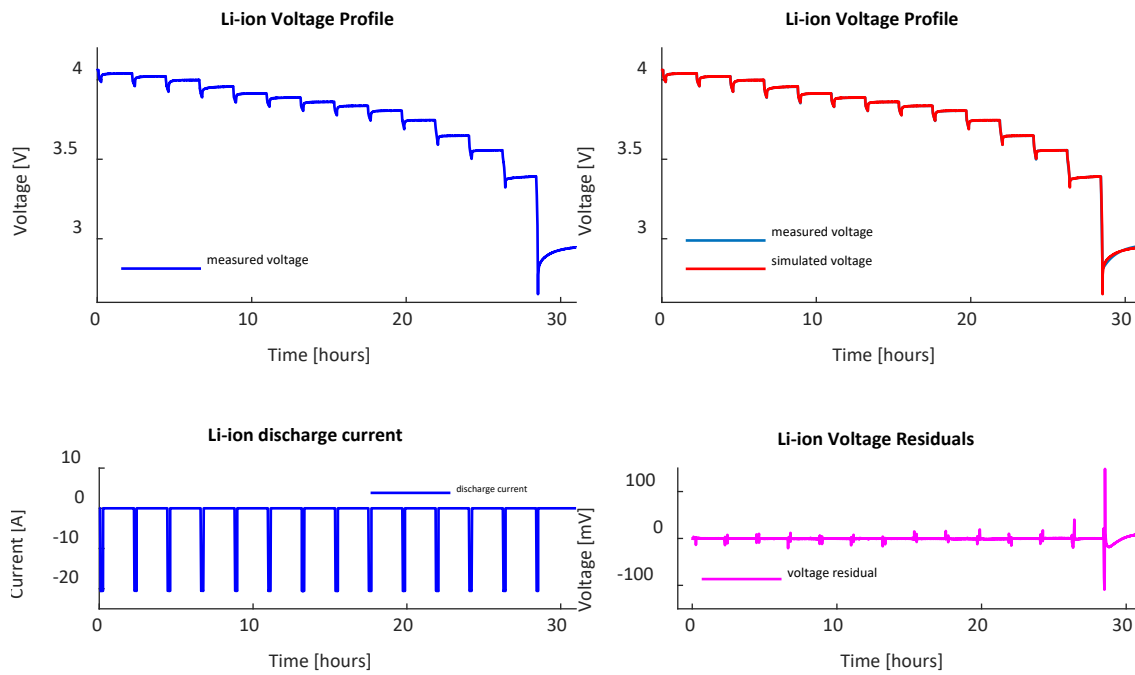 Li-ion Voltage Profile
4
3.5
3
Voltage [V]
measured voltage
0
10
20
30
Time [hours]
Li-ion Voltage Profile
4
3.5
3
Voltage [V]
measured voltage
simulated voltage
0
10
20
30
Time [hours]
Li-ion discharge current
10
0
-10
-20
Current [A]
discharge current
0
10
20
30
Time [hours]
Li-ion Voltage Residuals
100
0
-100
Voltage [mV]
voltage residual
0
10
20
30
Time [hours]